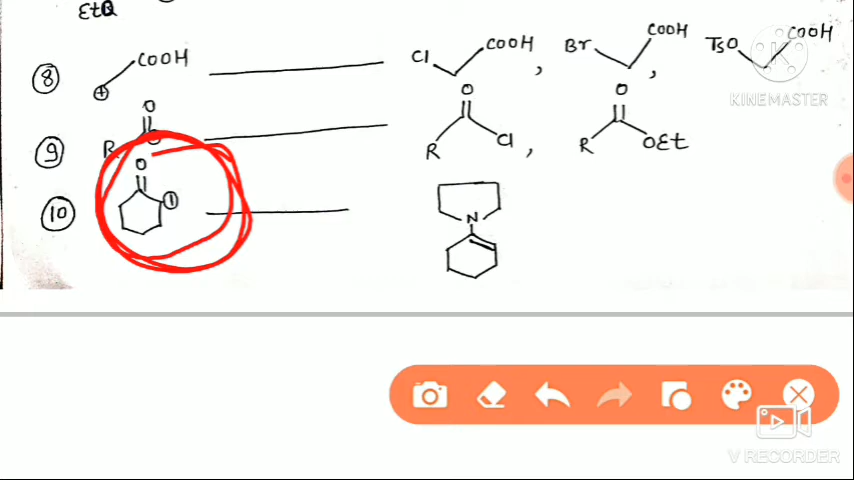 EtO
8 ⊕ COOH Cl COOH , Br COOH , TsO COOH
KINEMASTER
9 R O R O Cl , R O OEt
10 O N
V RECORDER